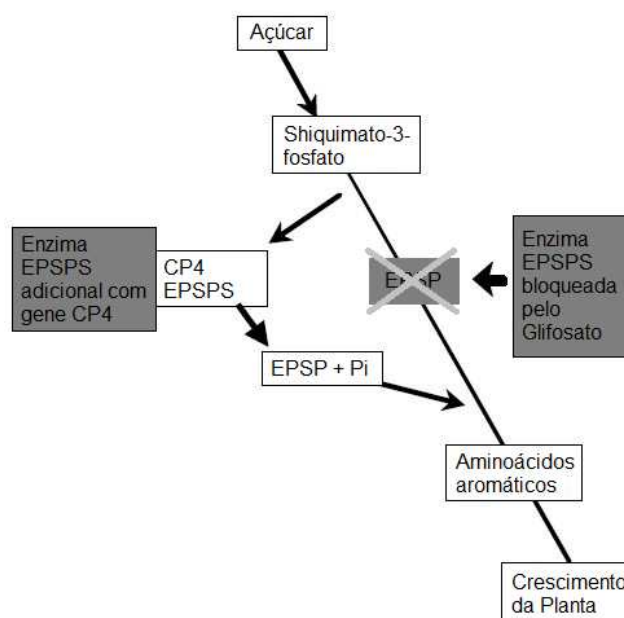 Açúcar
Shiquimato-3-
fosfato
Enzima
EPSPS
adicional com
gene CP4
CP4
EPSPS
EPSP
Enzima
EPSPS
bloqueada
pelo
Glifosato
EPSP + Pi
Aminoácidos
aromáticos
Crescimento
da Planta